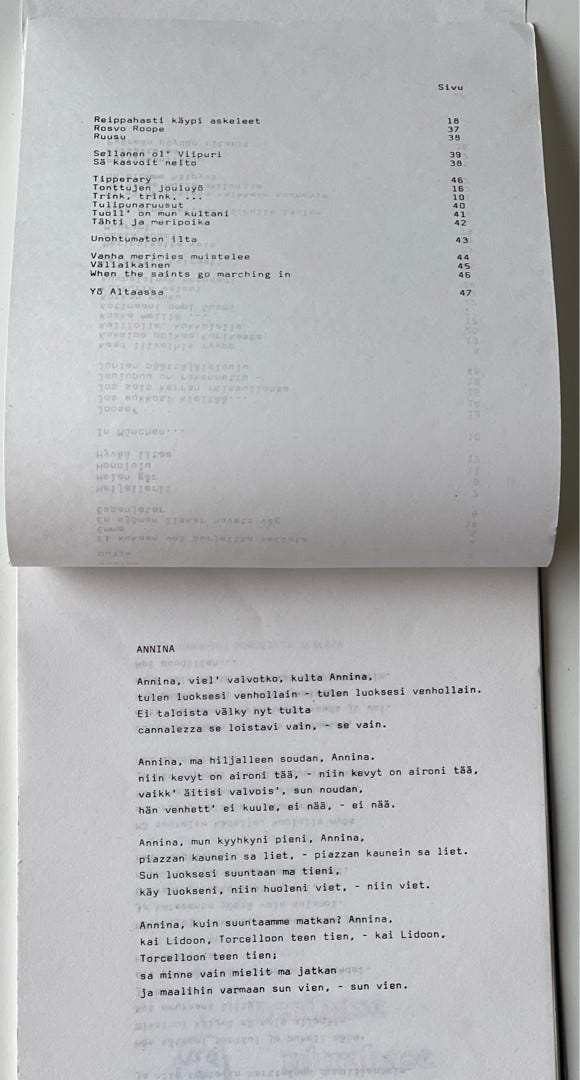 Sivu
Reippahasti käypi askeleet 18
Rosvo Roope 37
Ruusu 38
Sellanen ol' Viipuri 39
Sä kasvoit neito 38
Tipperary 46
Tonttujen jouluyö 16
Trink, trink, ... 10
Tulipunaruusut 40
Tuoll' on mun kultani 41
Tähti ja meripoika 42
Unohtumaton ilta 43
Vanha merimies muistelee 44
Väliaikainen 45
When the saints go marching in 46
Yö Altaassa 47
ANNINA
Annina, viel' valvotko, kulta Annina,
tulen luoksesi venhollain - tulen luoksesi venhollain.
Ei taloista välky nyt tulta
cannalezza se loistavi vain, - se vain.
Annina, ma hiljalleen soudan, Annina.
niin kevyt on aironi tää, - niin kevyt on aironi tää,
vaikk' äitisi valvois', sun noudan,
hän venhett' ei kuule, ei nää, - ei nää.
Annina, mun kyyhkyni pieni, Annina,
piazzan kaunein sa liet, - piazzan kaunein sa liet.
Sun luoksesi suuntaan ma tieni,
käy luokseni, niin huoleni viet, - niin viet.
Annina, kuin suuntaamme matkan? Annina,
kai Lidoon, Torcelloon teen tien, - kai Lidoon,
Torcelloon teen tien;
sa minne vain mielit ma jatkan
ja maalihin varmaan sun vien, - sun vien.